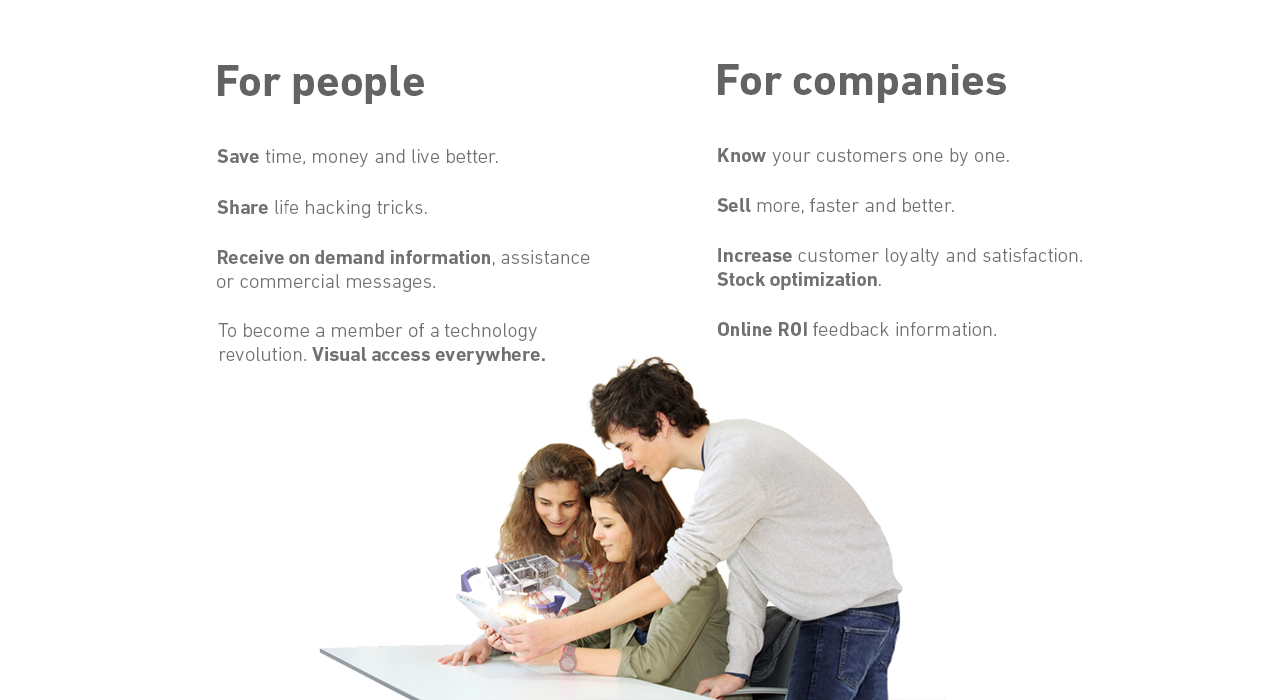 For people
Save time, money and live better.
Share life hacking tricks.
Receive on demand information, assistance
or commercial messages.
To become a member of a technology
revolution. Visual access everywhere.
For companies
Know your customers one by one.
Sell more, faster and better.
Increase customer loyalty and satisfaction.
Stock optimization.
Online ROI feedback information.